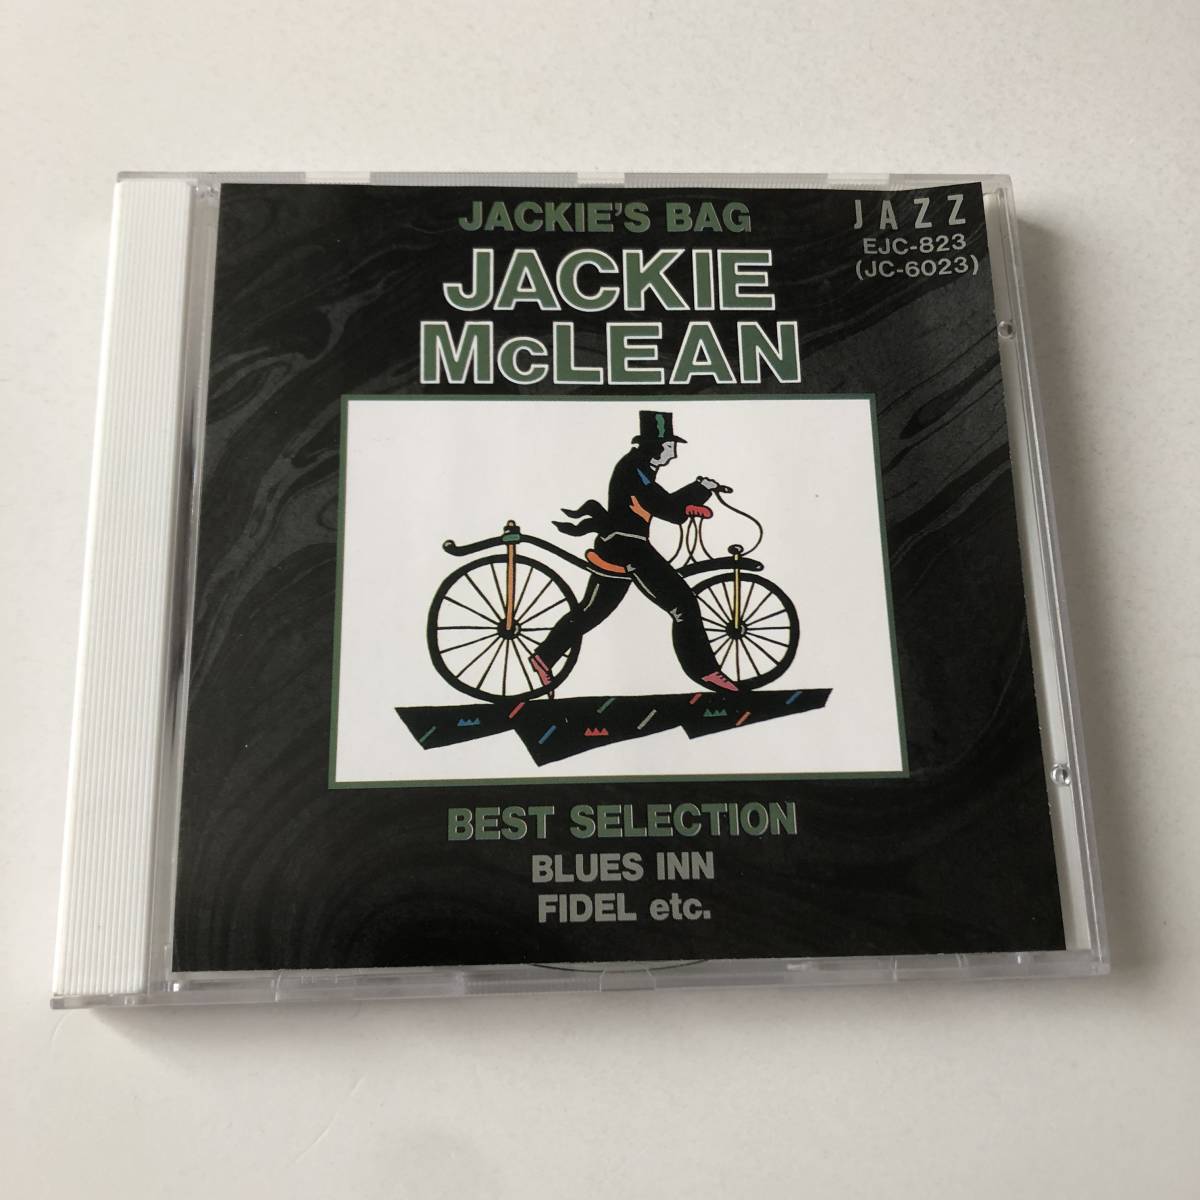 JACKIE'S BAG
JACKIE
McLEAN
JAZZ
EJC-823
(JC-6023)
BEST SELECTION
BLUES INN
FIDEL etc.